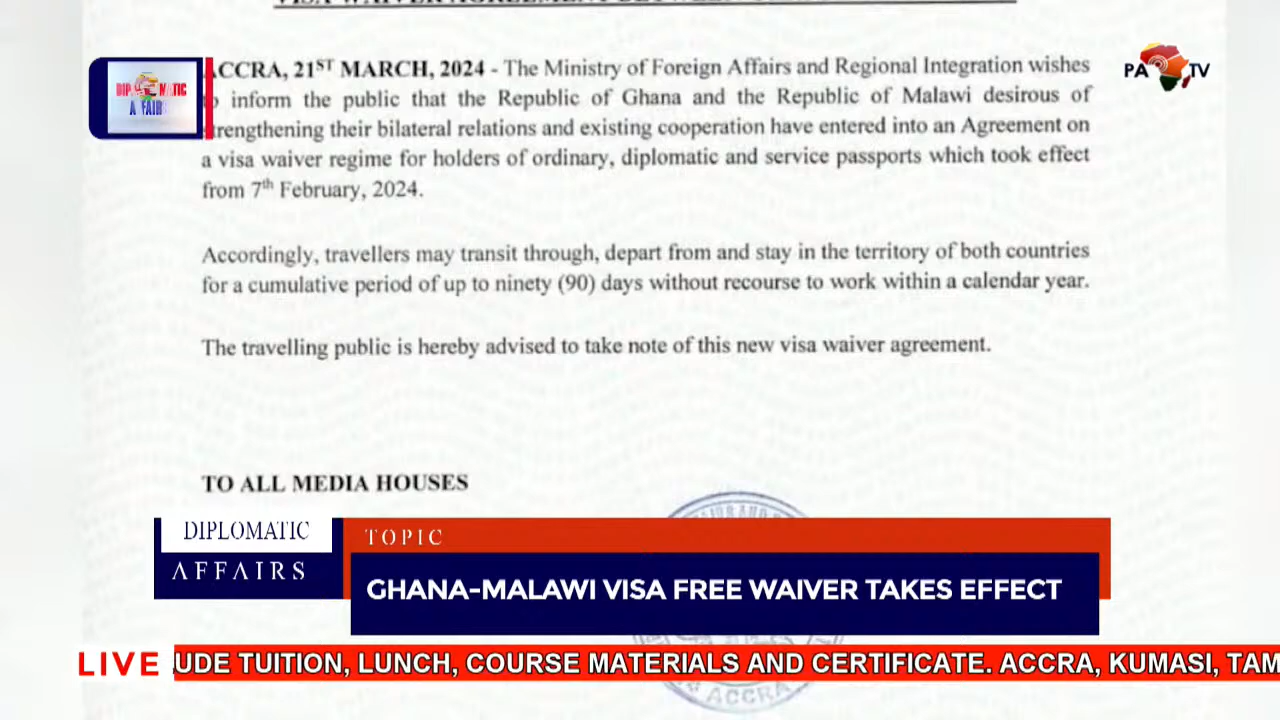 ACCRA, 21ST MARCH, 2024 - The Ministry of Foreign Affairs and Regional Integration wishes
inform the public that the Republic of Ghana and the Republic of Malawi desirous of
trengthening their bilateral relations and existing cooperation have entered into an Agreement on
a visa waiver regime for holders of ordinary, diplomatic and service passports which took effect
from 7th February, 2024.
Accordingly, travellers may transit through, depart from and stay in the territory of both countries
for a cumulative period of up to ninety (90) days without recourse to work within a calendar year.
The travelling public is hereby advised to take note of this new visa waiver agreement.
TO ALL MEDIA HOUSES
PA TV
DIPLOMATIC
AFFAIRS
TOPIC
GHANA-MALAWI VISA FREE WAIVER TAKES EFFECT
LIVE UDE TUITION, LUNCH, COURSE MATERIALS AND CERTIFICATE. ACCRA, KUMASI, TAM
ACCRA